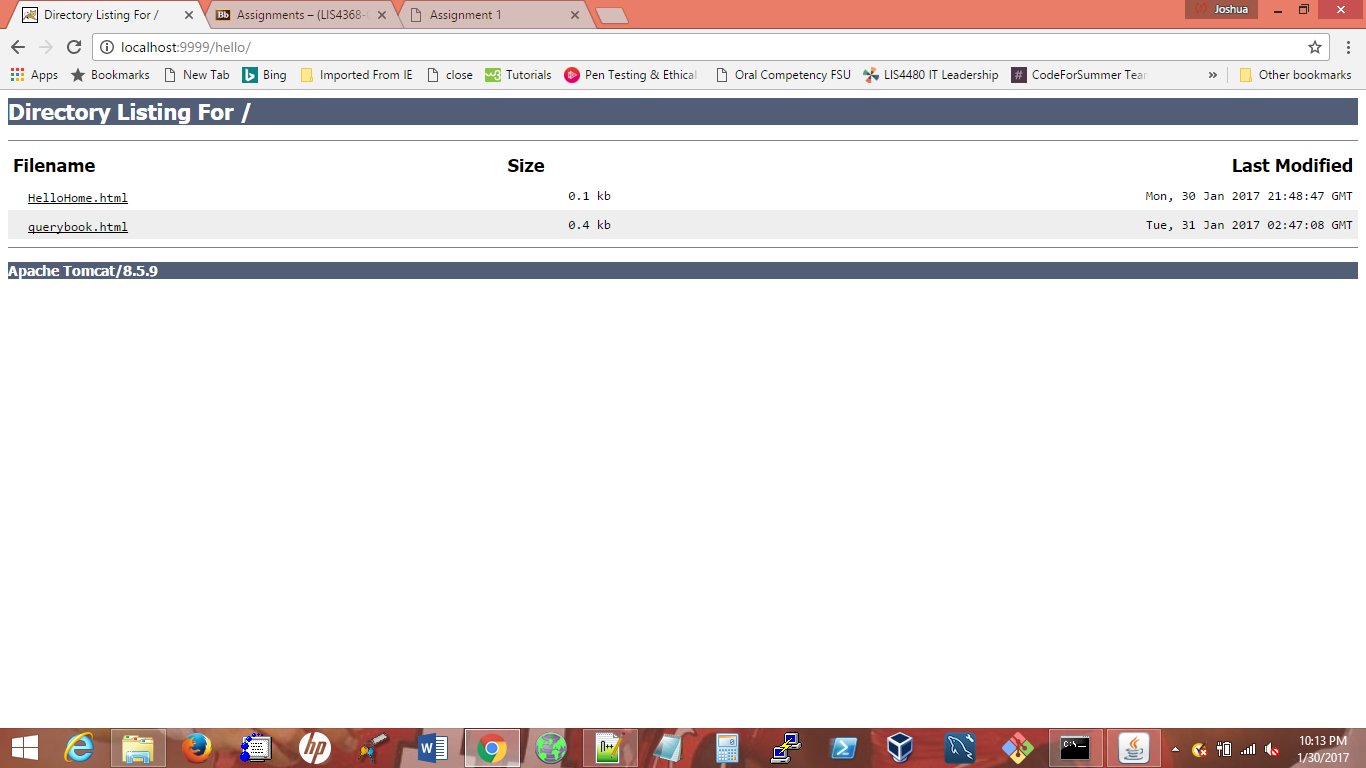 Directory Listing For /
Bb Assignments – (LIS4368-
Assignment 1
Joshua
localhost:9999/hello/
Apps Bookmarks New Tab Bing Imported From IE close w3 Tutorials Pen Testing & Ethical Oral Competency FSU LIS4480 IT Leadership # CodeForSummer Tea » Other bookmarks
Directory Listing For /
Filename Size Last Modified
HelloHome.html 0.1 kb Mon, 30 Jan 2017 21:48:47 GMT
querybook.html 0.4 kb Tue, 31 Jan 2017 02:47:08 GMT
Apache Tomcat/8.5.9
hp
W
C:\_
10:13 PM
1/30/2017